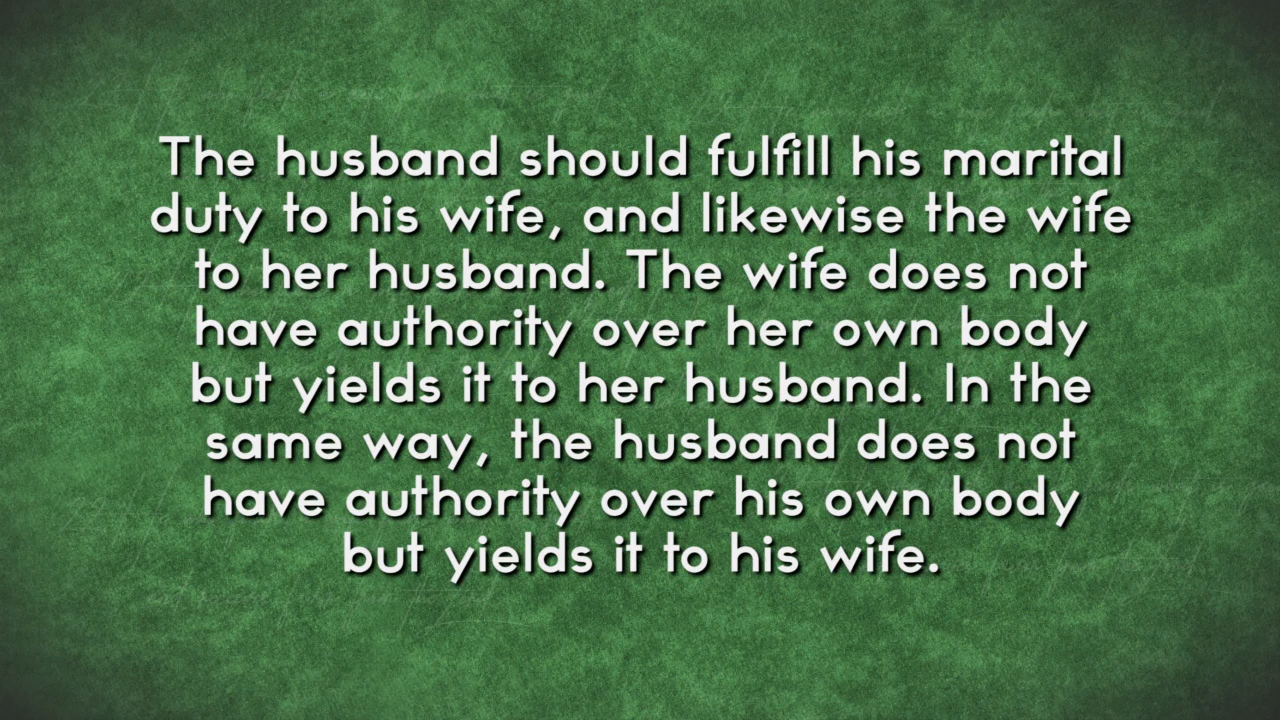 The husband should fulfill his marital
duty to his wife, and likewise the wife
to her husband. The wife does not
have authority over her own body
but yields it to her husband. In the
same way, the husband does not
have authority over his own body
but yields it to his wife.